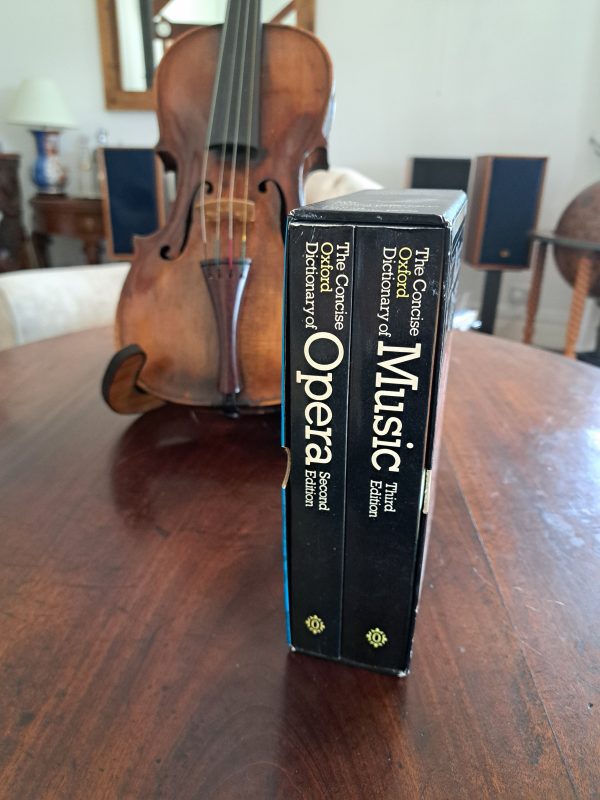 The Concise
Oxford
Dictionary of
Opera
Second
Edition
The Concise
Oxford
Dictionary of
Music
Third
Edition